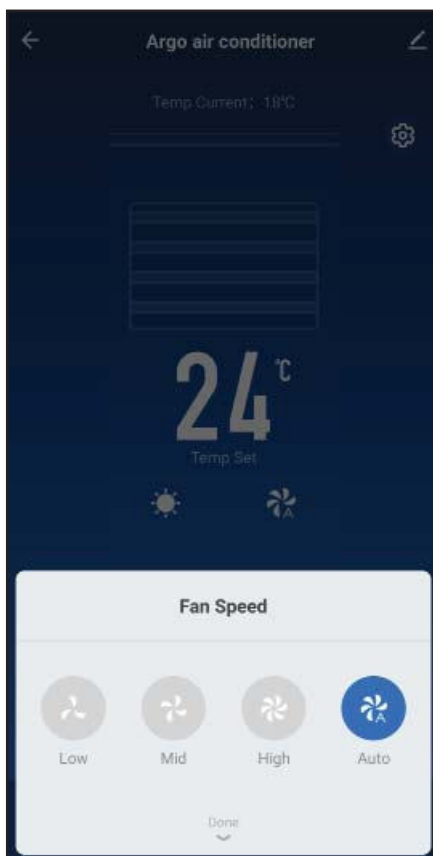 Argo air conditioner
Temp Current: 18℃
24℃
Temp Set
A
Fan Speed
A
Low Mid High Auto
Done